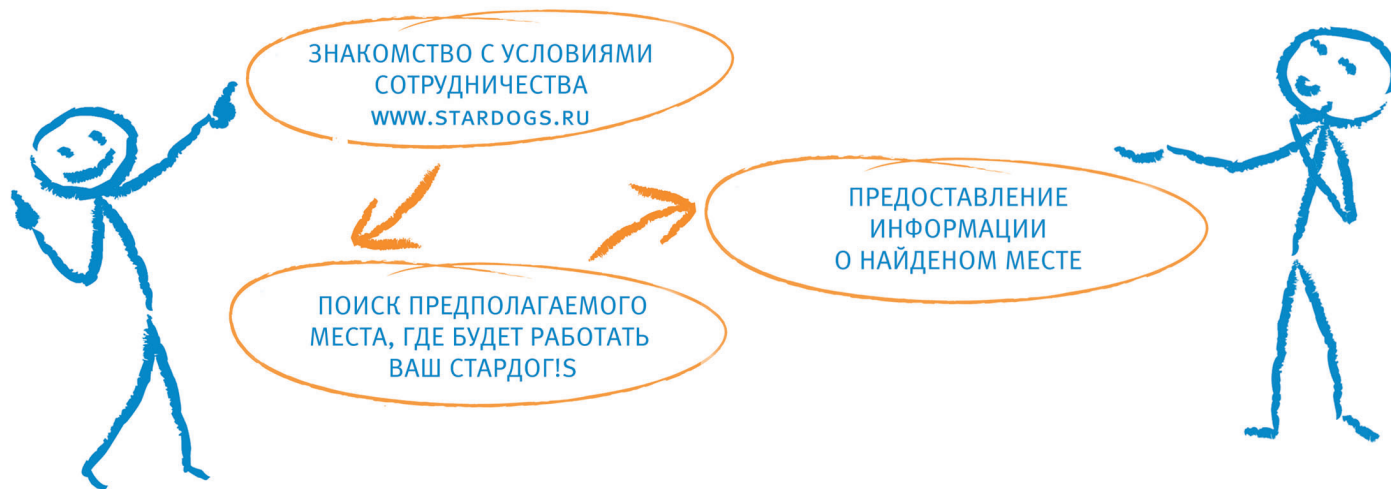 ЗНАКОМСТВО С УСЛОВИЯМИ
СОТРУДНИЧЕСТВА
WWW.STARDOGS.RU
ПОИСК ПРЕДПОЛАГАЕМОГО
МЕСТА, ГДЕ БУДЕТ РАБОТАТЬ
ВАШ СТАРДОГ!S
ПРЕДОСТАВЛЕНИЕ
ИНФОРМАЦИИ
О НАЙДЕНОМ МЕСТЕ